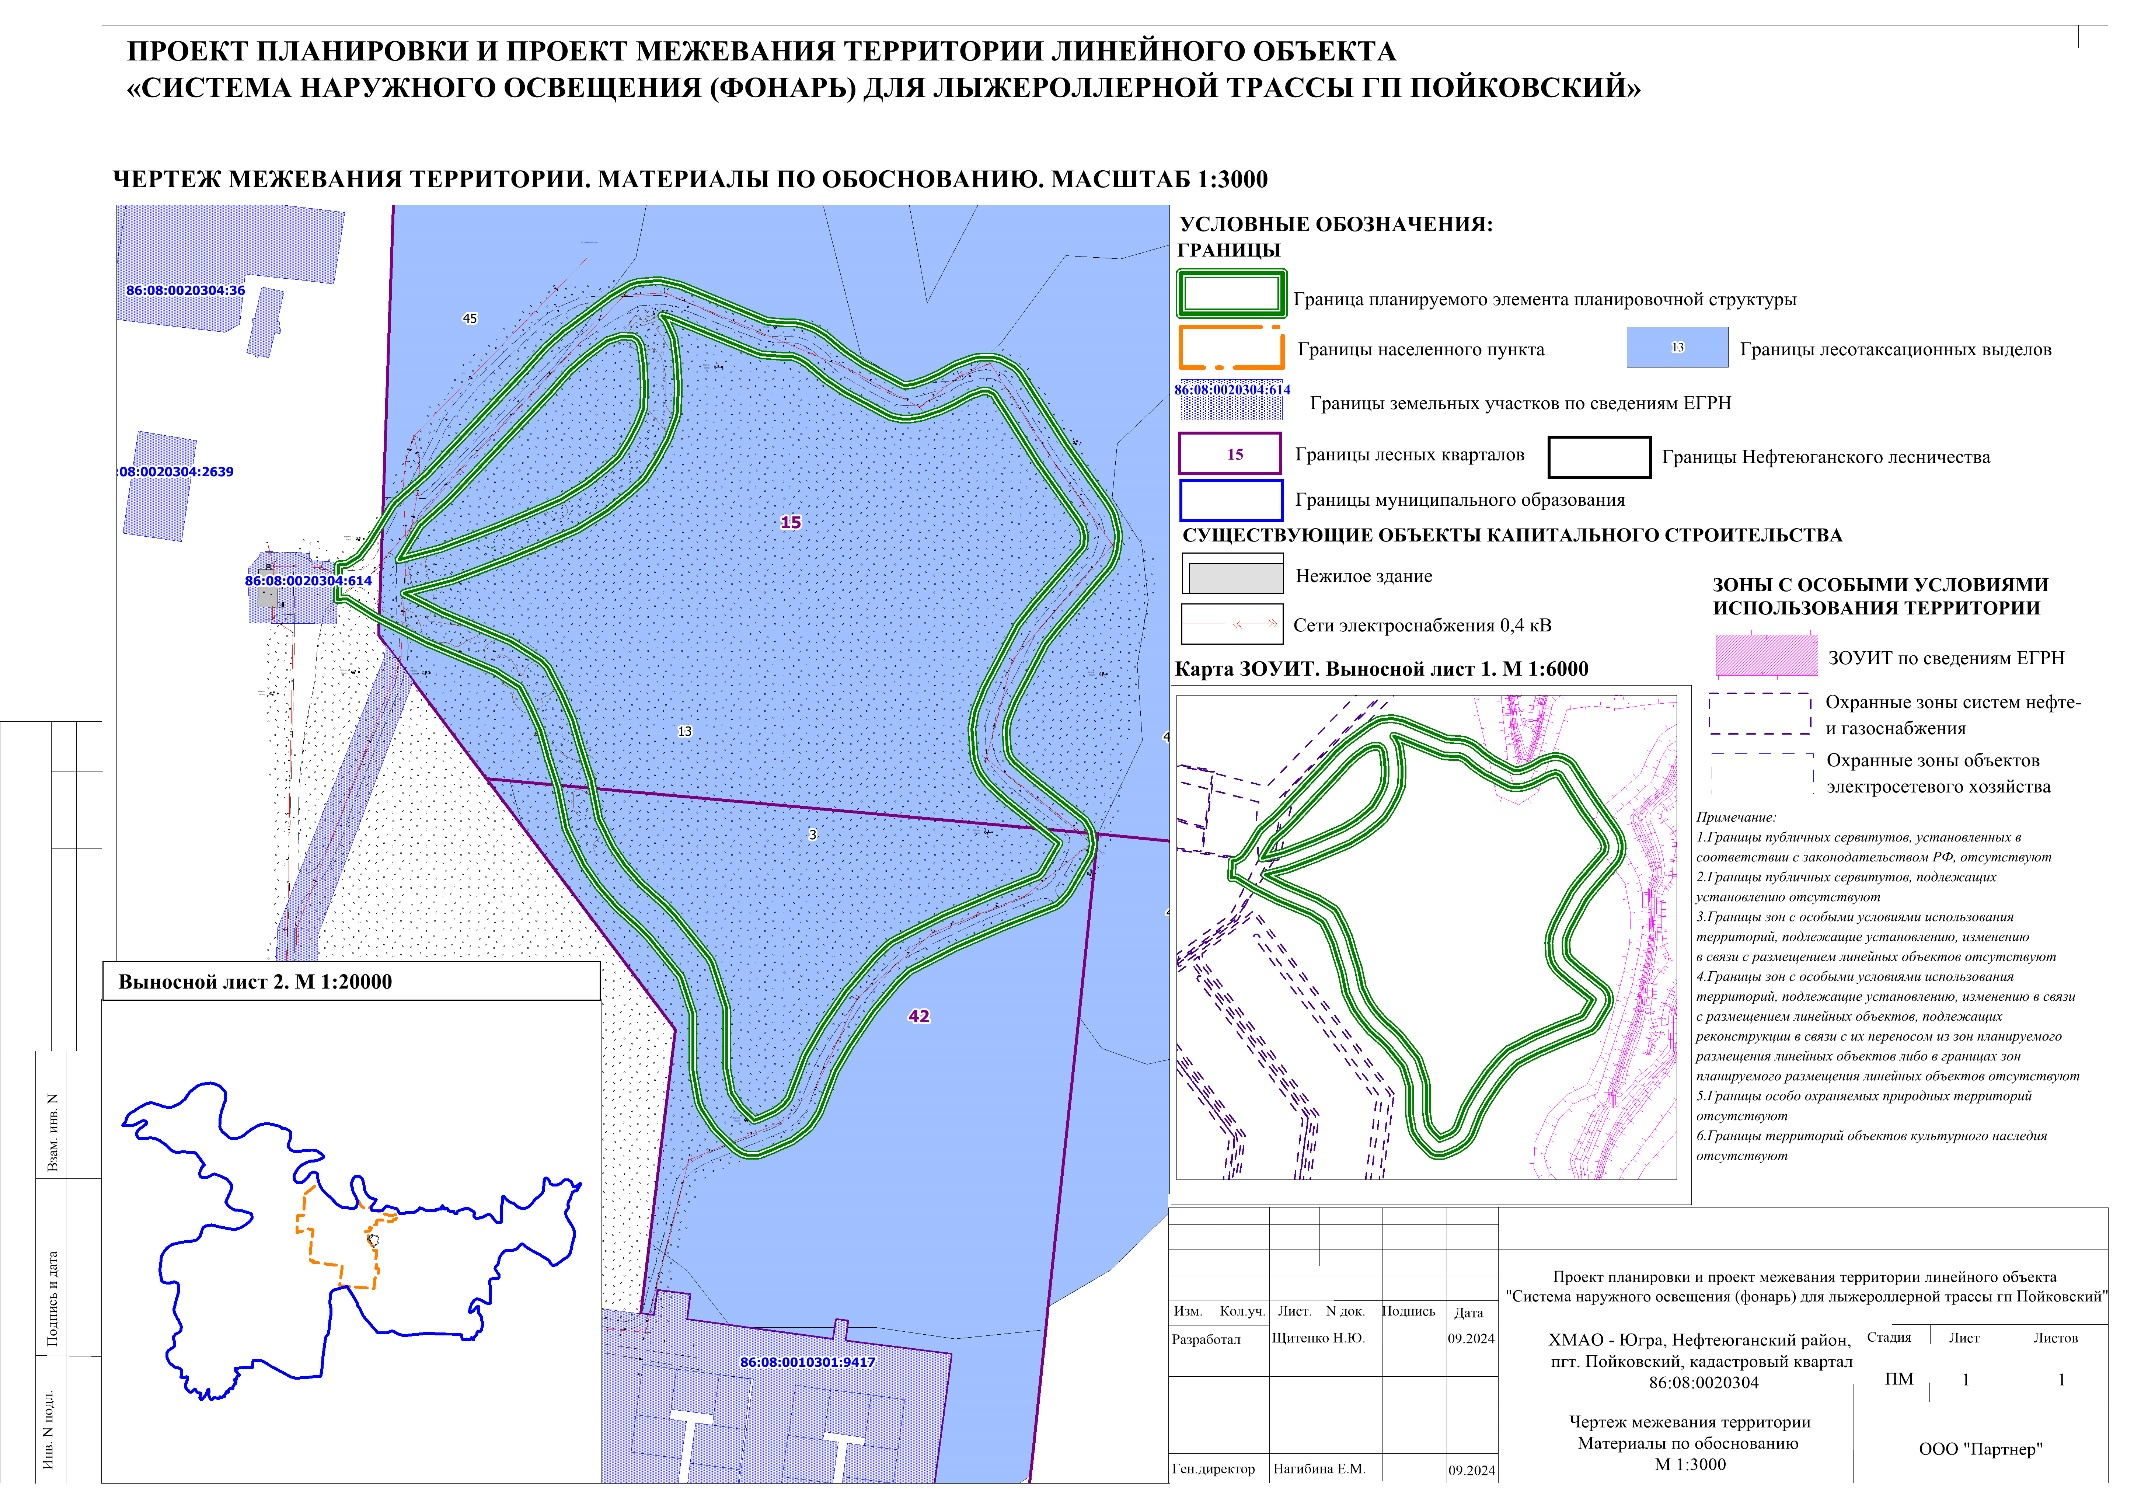 ПРОЕКТ ПЛАНИРОВКИ И ПРОЕКТ МЕЖЕВАНИЯ ТЕРРИТОРИИ ЛИНЕЙНОГО ОБЪЕКТА
«СИСТЕМА НАРУЖНОГО ОСВЕЩЕНИЯ (ФОНАРЬ) ДЛЯ ЛЫЖЕРОЛЛЕРНОЙ ТРАССЫ ГП ПОЙКОВСКИЙ»
ЧЕРТЕЖ МЕЖЕВАНИЯ ТЕРРИТОРИИ. МАТЕРИАЛЫ ПО ОБОСНОВАНИЮ. МАСШТАБ 1:3000
86:08:0020304:36
45
:08:0020304:2639
15
86:08:0020304:614
13
4
3
42
86:08:0010301:9417
Выносной лист 2. М 1:20000
УСЛОВНЫЕ ОБОЗНАЧЕНИЯ:
ГРАНИЦЫ
Граница планируемого элемента планировочной структуры
Границы населенного пункта
13
Границы лесотаксационных выделов
86:08:0020304:614
Границы земельных участков по сведениям ЕГРН
15
Границы лесных кварталов
Границы Нефтеюганского лесничества
Границы муниципального образования
СУЩЕСТВУЮЩИЕ ОБЪЕКТЫ КАПИТАЛЬНОГО СТРОИТЕЛЬСТВА
Нежилое здание
Сети электроснабжения 0,4 кВ
ЗОНЫ С ОСОБЫМИ УСЛОВИЯМИ
ИСПОЛЬЗОВАНИЯ ТЕРРИТОРИИ
ЗОУИТ по сведениям ЕГРН
Охранные зоны систем нефте-
и газоснабжения
Охранные зоны объектов
электросетевого хозяйства
Карта ЗОУИТ. Выносной лист 1. М 1:6000
Примечание:
1.Границы публичных сервитутов, установленных в
соответствии с законодательством РФ, отсутствуют
2.Границы публичных сервитутов, подлежащих
установлению отсутствуют
3.Границы зон с особыми условиями использования
территорий, подлежащие установлению, изменению
в связи с размещением линейных объектов отсутствуют
4.Границы зон с особыми условиями использования
территорий, подлежащие установлению, изменению в связи
с размещением линейных объектов, подлежащих
реконструкции в связи с их переносом из зон планируемого
размещения линейных объектов либо в границах зон
планируемого размещения линейных объектов отсутствуют
5.Границы особо охраняемых природных территорий
отсутствуют
6.Границы территорий объектов культурного наследия
отсутствуют
Взам. инв. N
Подпись и дата
Инв. N подл.
Изм. Кол.уч. Лист. N док. Подпись Дата
Разработал Щитенко Н.Ю. 09.2024
Ген.директор Нагибина Е.М. 09.2024
Проект планировки и проект межевания территории линейного объекта
"Система наружного освещения (фонарь) для лыжероллерной трассы гп Пойковский"
ХМАО - Югра, Нефтеюганский район,
пгт. Пойковский, кадастровый квартал
86:08:0020304
Стадия Лист Листов
ПМ 1 1
Чертеж межевания территории
Материалы по обоснованию
М 1:3000
ООО "Партнер"